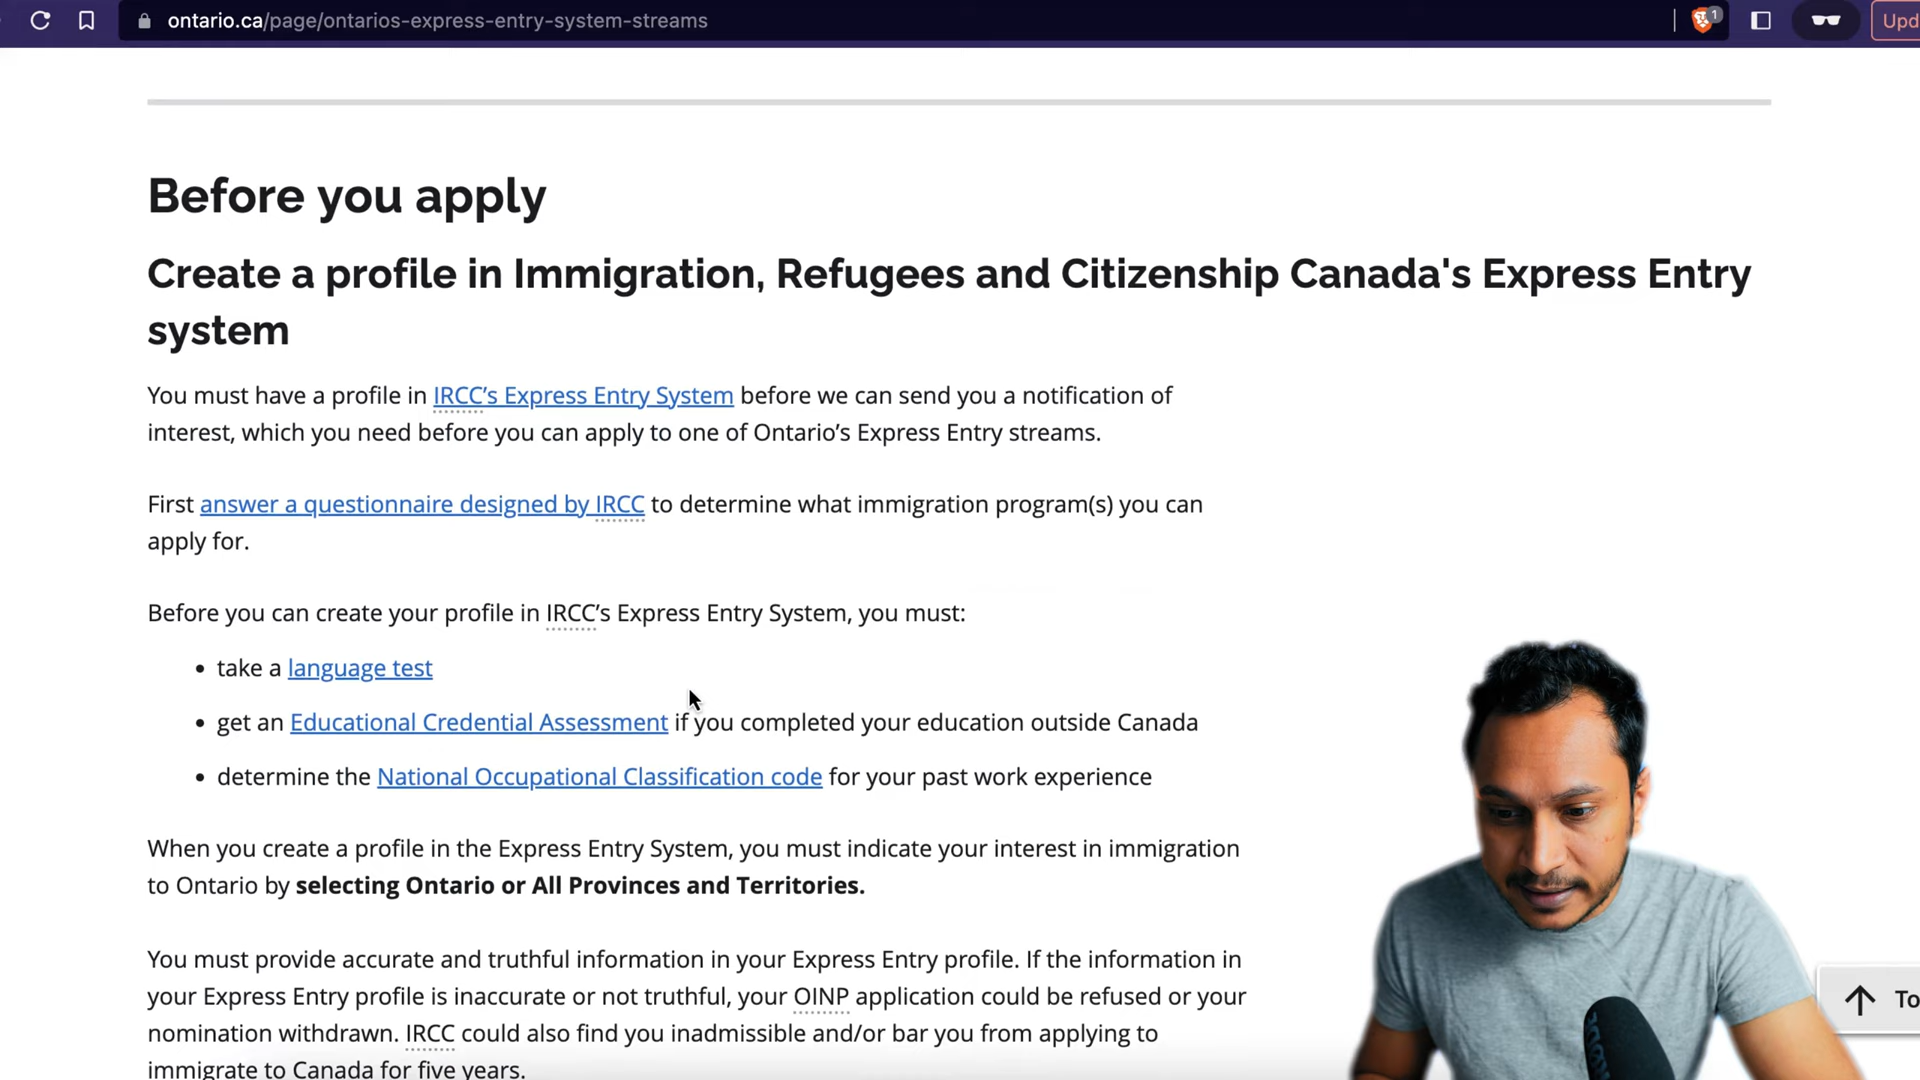 ontario.ca/page/ontarios-express-entry-system-streams
1
Upd
Before you apply
Create a profile in Immigration, Refugees and Citizenship Canada's Express Entry
system
You must have a profile in IRCC’s Express Entry System before we can send you a notification of
interest, which you need before you can apply to one of Ontario’s Express Entry streams.
First answer a questionnaire designed by IRCC to determine what immigration program(s) you can
apply for.
Before you can create your profile in IRCC’s Express Entry System, you must:
• take a language test
• get an Educational Credential Assessment if you completed your education outside Canada
• determine the National Occupational Classification code for your past work experience
When you create a profile in the Express Entry System, you must indicate your interest in immigration
to Ontario by selecting Ontario or All Provinces and Territories.
You must provide accurate and truthful information in your Express Entry profile. If the information in
your Express Entry profile is inaccurate or not truthful, your OINP application could be refused or your
nomination withdrawn. IRCC could also find you inadmissible and/or bar you from applying to
immigrate to Canada for five years.
To